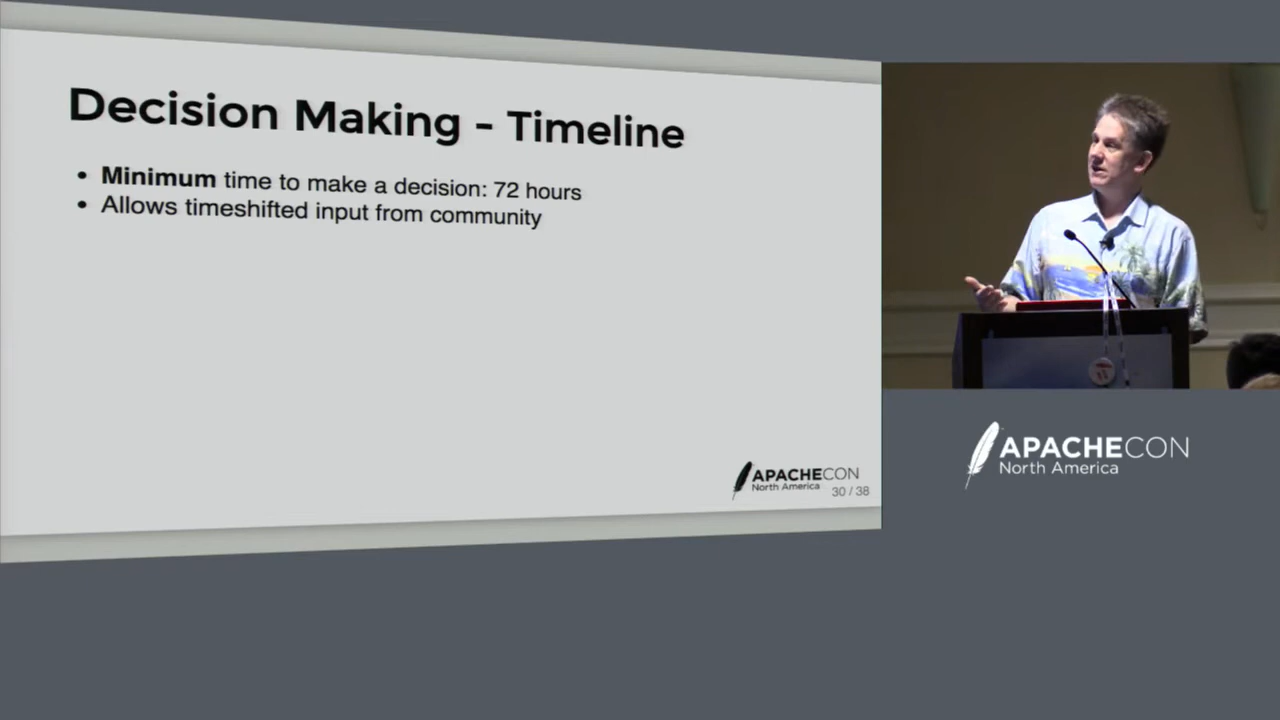 Decision Making - Timeline
• Minimum time to make a decision: 72 hours
• Allows timeshifted input from community
APACHECON
North America
30 / 38
APACHECON
North America